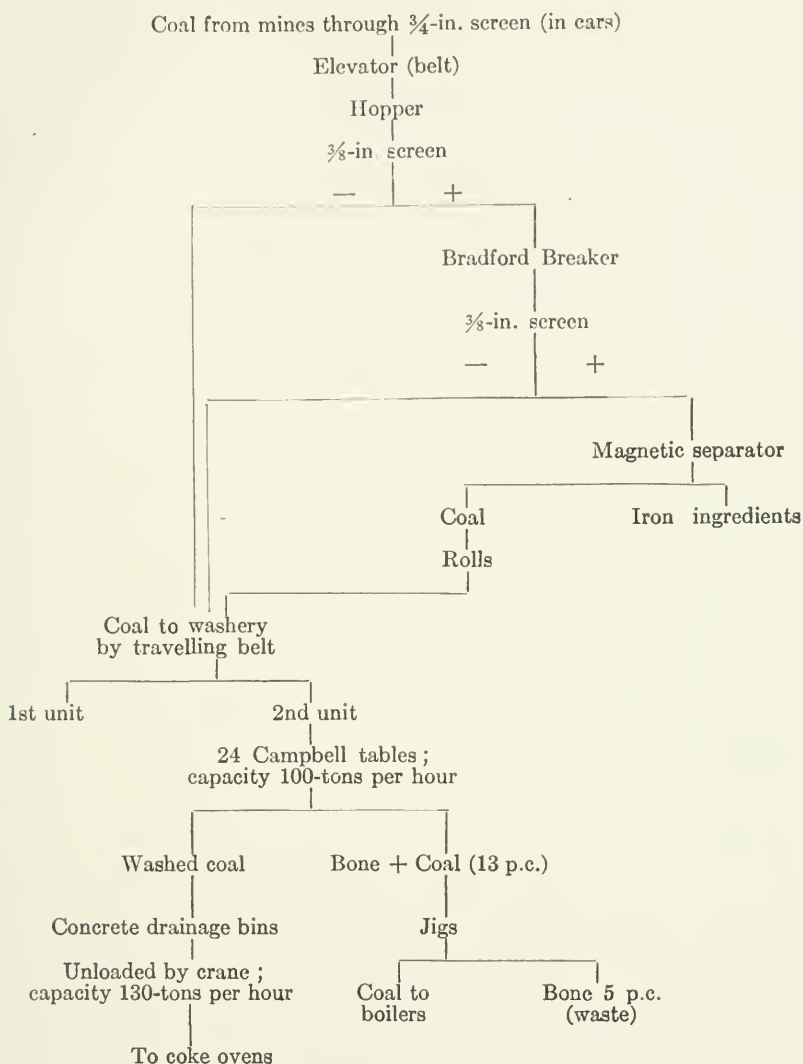 Coal from mines through ¾-in. screen (in cars)
Elevator (belt)
Hopper
⅜-in. screen
— +
Bradford Breaker
⅜-in. screen
— +
Magnetic separator
Coal Iron ingredients
Rolls
Coal to washery
by travelling belt
1st unit 2nd unit
24 Campbell tables ;
capacity 100-tons per hour
Washed coal Bone + Coal (13 p.c.)
Concrete drainage bins Jigs
Unloaded by crane ;
capacity 130-tons per hour
Coal to
boilers
Bone 5 p.c.
(waste)
To coke ovens